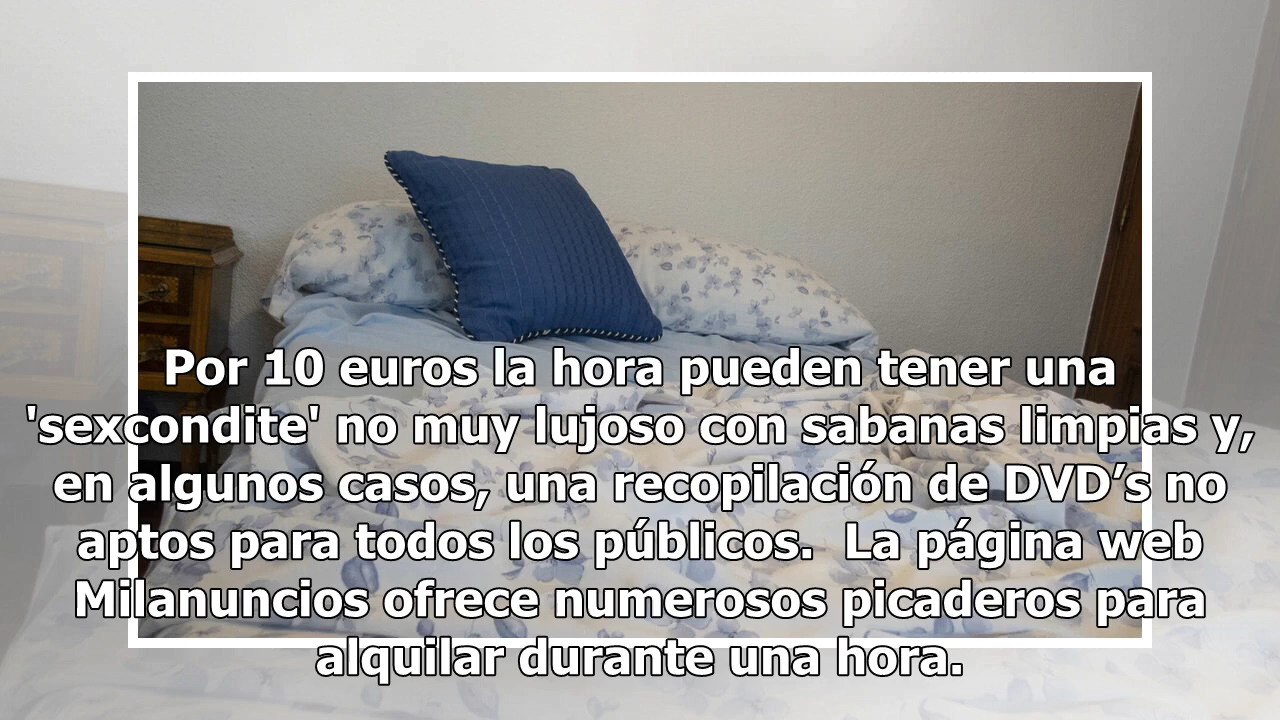 Por 10 euros la hora pueden tener una
'sexcondite' no muy lujoso con sabanas limpias y,
en algunos casos, una recopilación de DVD’s no
aptos para todos los públicos.  La página web
Milanuncios ofrece numerosos picaderos para
alquilar durante una hora.